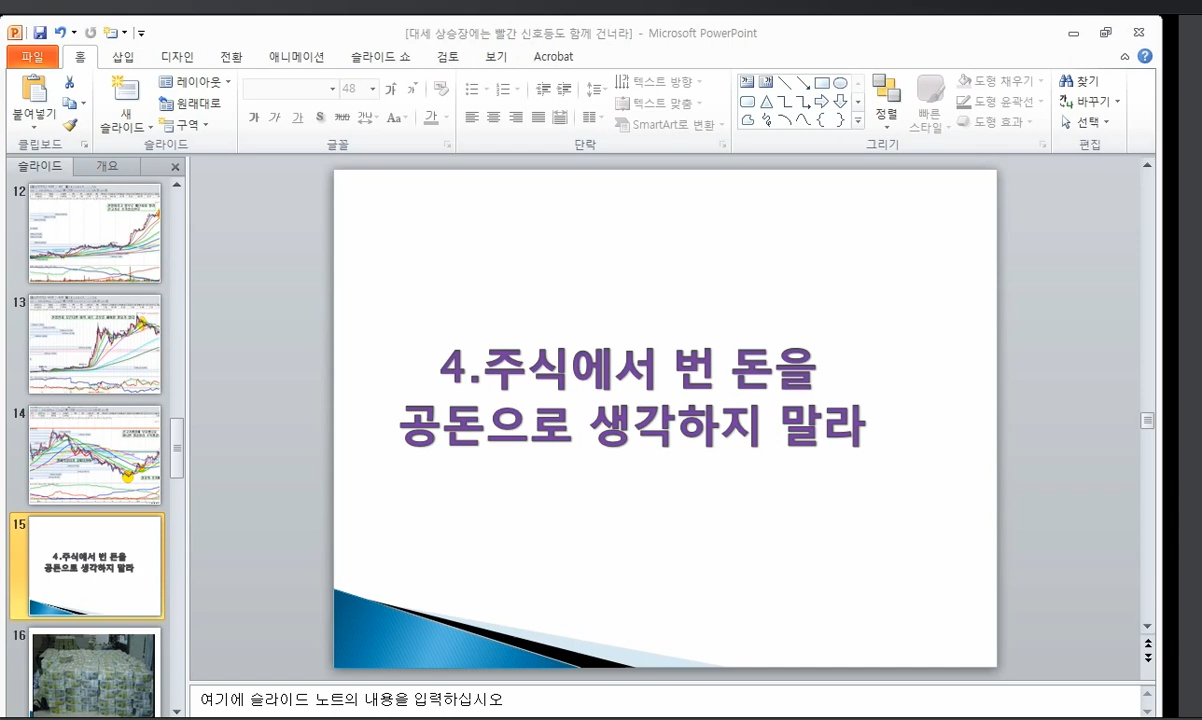 [대세 상승장에는 빨간 신호등도 함께 건너라] - Microsoft PowerPoint
파일 홈 삽입 디자인 전환 애니메이션 슬라이드 쇼 검토 보기 Acrobat
붙여넣기
클립보드
새
슬라이드
레이아웃
원래대로
구역
슬라이드
48
가 가 가 S 가나 Aa 가
글꼴
텍스트 방향
텍스트 맞춤
SmartArt로 변환
단락
정렬
빠른
스타일
도형 채우기
도형 윤곽선
도형 효과
그리기
찾기
바꾸기
선택
편집
슬라이드 개요
12
13
14
15
4.주식에서 번 돈을
공돈으로 생각하지 말라
16
4.주식에서 번 돈을
공돈으로 생각하지 말라
여기에 슬라이드 노트의 내용을 입력하십시오